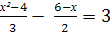 x²−4/3 − 6−x/2 = 3